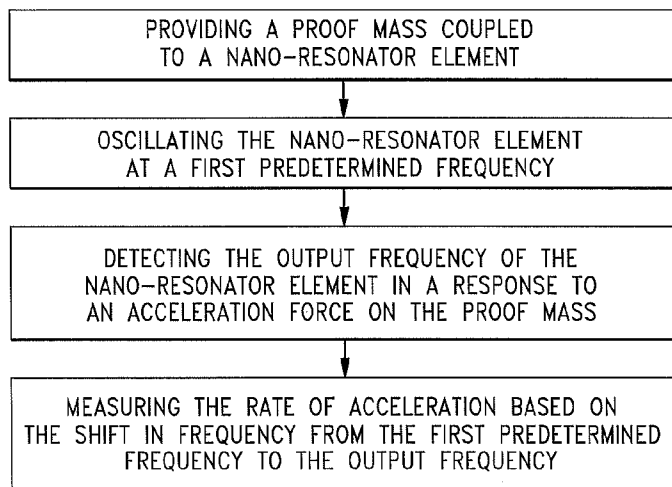 PROVIDING A PROOF MASS COUPLED
TO A NANO-RESONATOR ELEMENT
OSCILLATING THE NANO-RESONATOR ELEMENT
AT A FIRST PREDETERMINED FREQUENCY
DETECTING THE OUTPUT FREQUENCY OF THE
NANO-RESONATOR ELEMENT IN A RESPONSE TO
AN ACCELERATION FORCE ON THE PROOF MASS
MEASURING THE RATE OF ACCELERATION BASED ON
THE SHIFT IN FREQUENCY FROM THE FIRST PREDETERMINED
FREQUENCY TO THE OUTPUT FREQUENCY